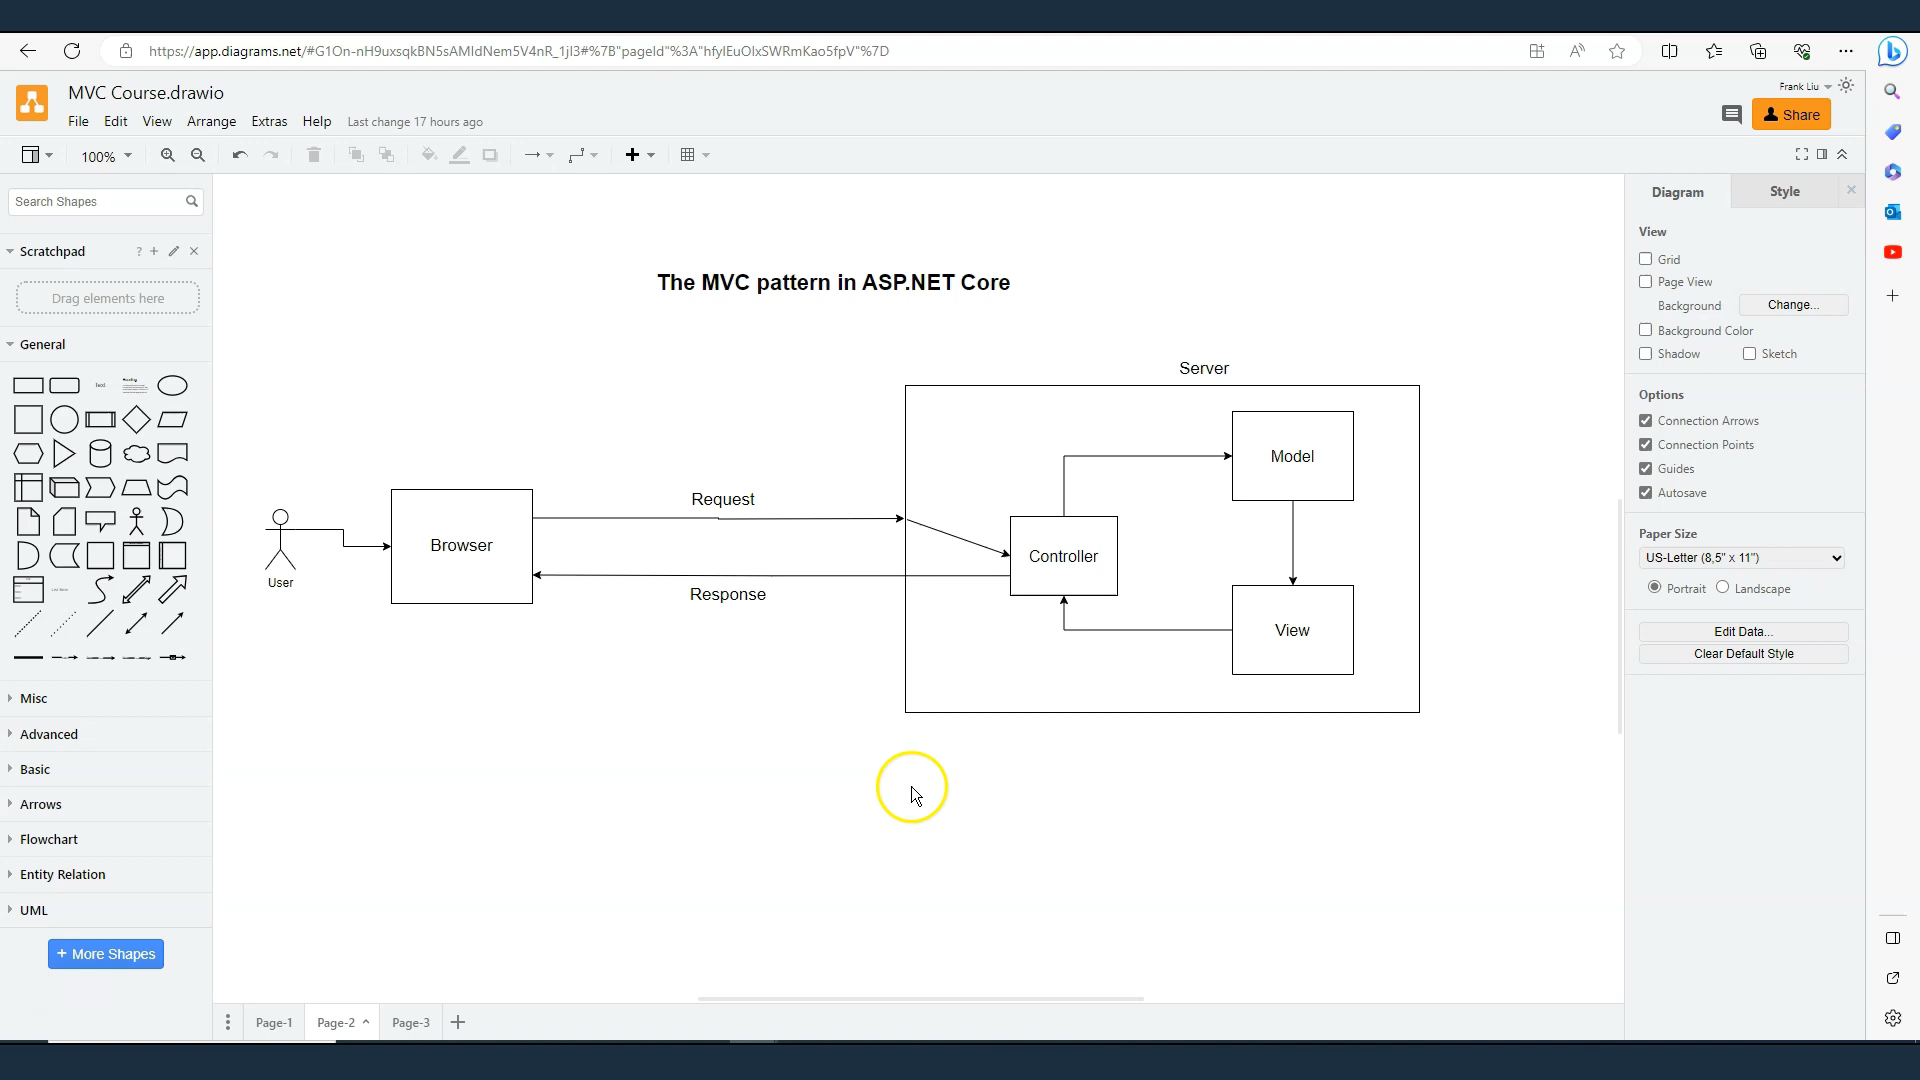 https://app.diagrams.net/#G1On-nH9uxsqkBN5sAMIdNem5V4nR_1jI3#%7B"pageId"%3A"hfyIEuOlxSWRmKao5fpV"%7D
MVC Course.drawio
Frank Liu
File Edit View Arrange Extras Help Last change 17 hours ago
Share
100%
Search Shapes
Diagram Style
Scratchpad
?
Drag elements here
General
Text
Heading
View
Grid
Page View
Background Change...
Background Color
Shadow Sketch
Options
Connection Arrows
Connection Points
Guides
Autosave
Paper Size
US-Letter (8,5" x 11")
Portrait Landscape
Edit Data...
Clear Default Style
The MVC pattern in ASP.NET Core
Server
Model
Request
Browser
Controller
User
Response
View
Misc
Advanced
Basic
Arrows
Flowchart
Entity Relation
UML
+ More Shapes
Page-1 Page-2 Page-3